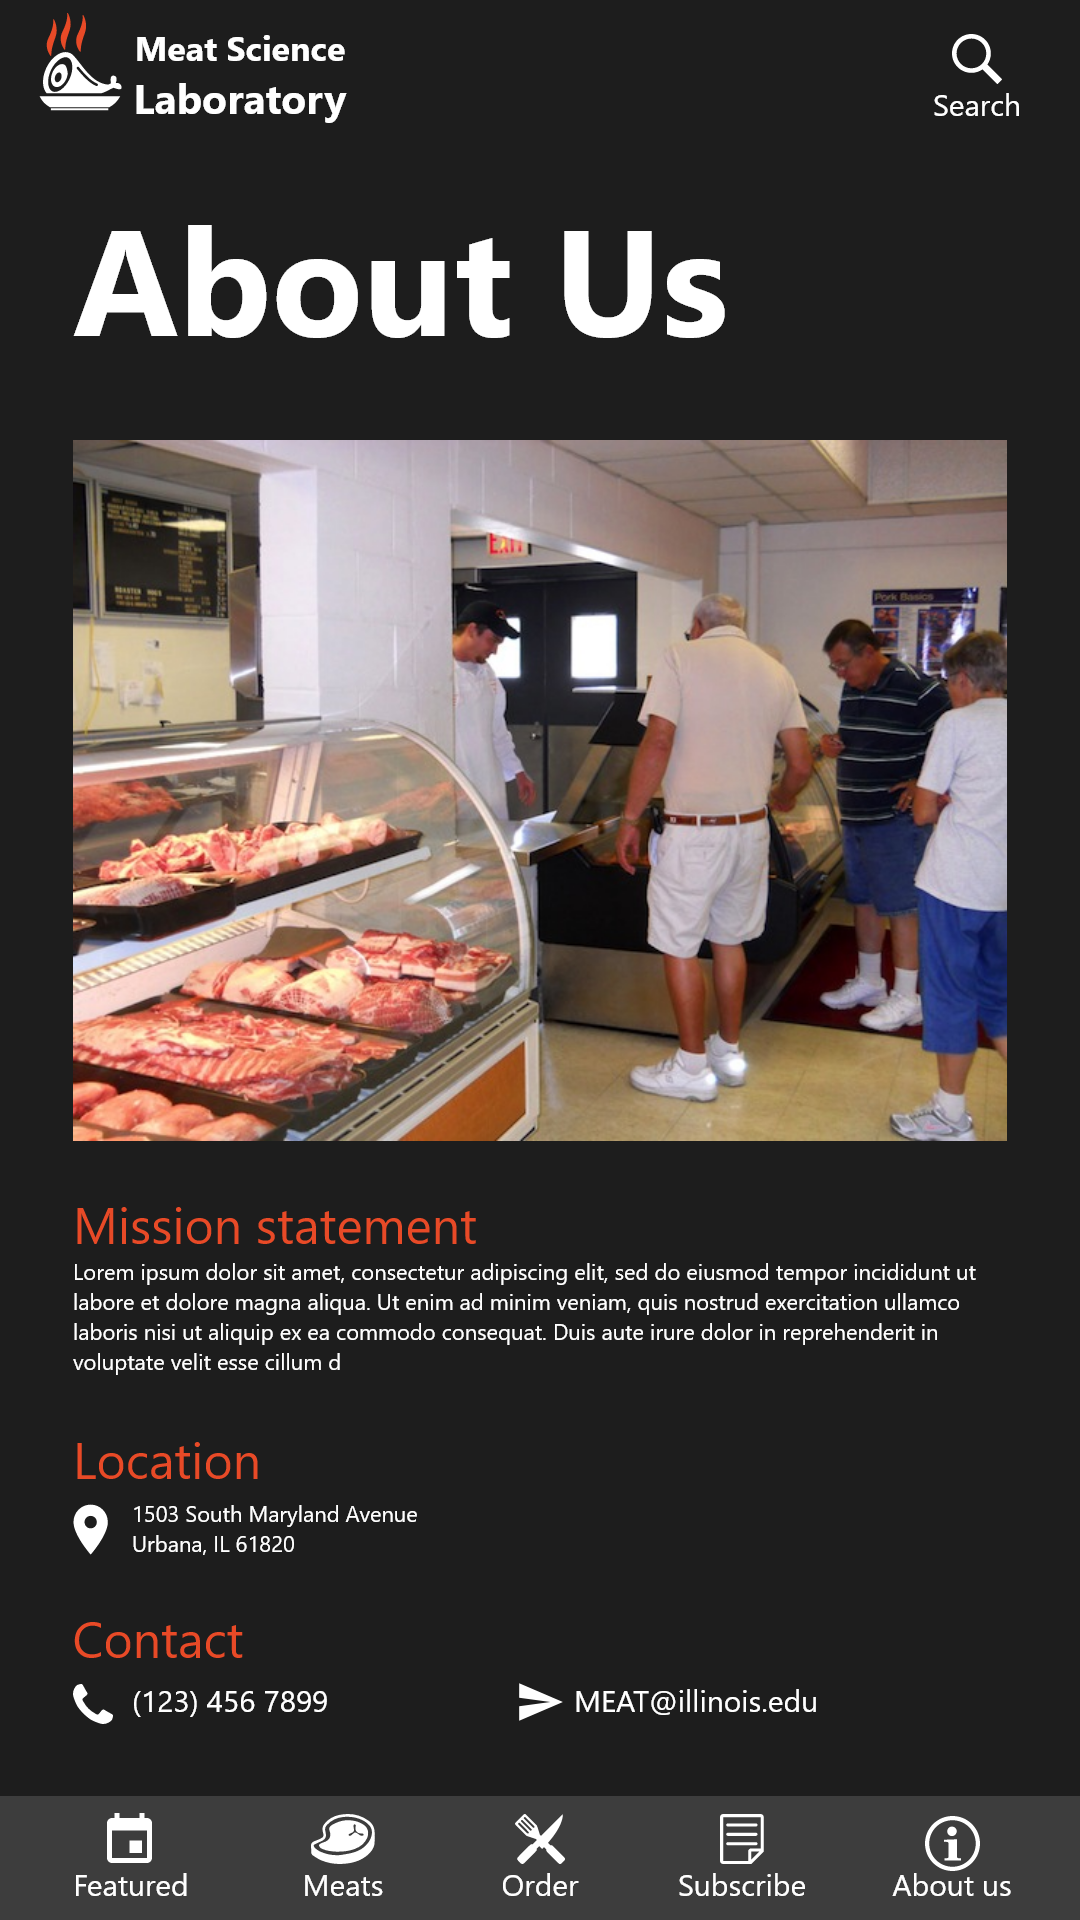 Meat Science
Laboratory
Search
About Us
EXIT
Pork Basics
Mission statement
Lorem ipsum dolor sit amet, consectetur adipiscing elit, sed do eiusmod tempor incididunt ut
labore et dolore magna aliqua. Ut enim ad minim veniam, quis nostrud exercitation ullamco
laboris nisi ut aliquip ex ea commodo consequat. Duis aute irure dolor in reprehenderit in
voluptate velit esse cillum d
Location
1503 South Maryland Avenue
Urbana, IL 61820
Contact
(123) 456 7899
MEAT@illinois.edu
Featured
Meats
Order
Subscribe
About us